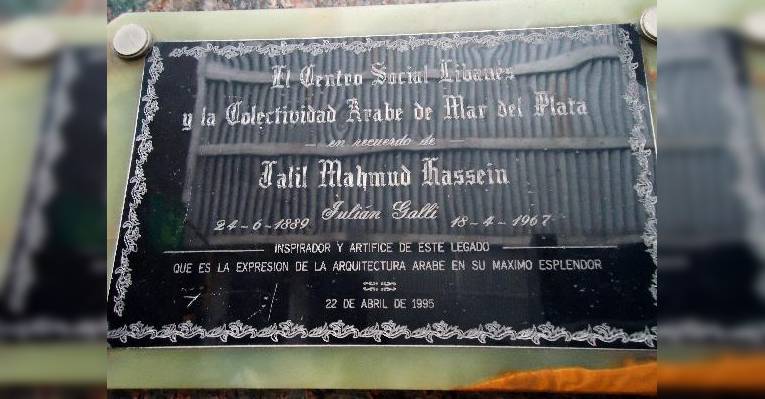 El Centro Social Libanés
y la Colectividad Arabe de Mar del Plata
en recuerdo de
Jalil Mahmud Hassein
24-6-1889 Julián Galli 18-4-1967
INSPIRADOR Y ARTIFICE DE ESTE LEGADO
QUE ES LA EXPRESION DE LA ARQUITECTURA ARABE EN SU MAXIMO ESPLENDOR
22 DE ABRIL DE 1995